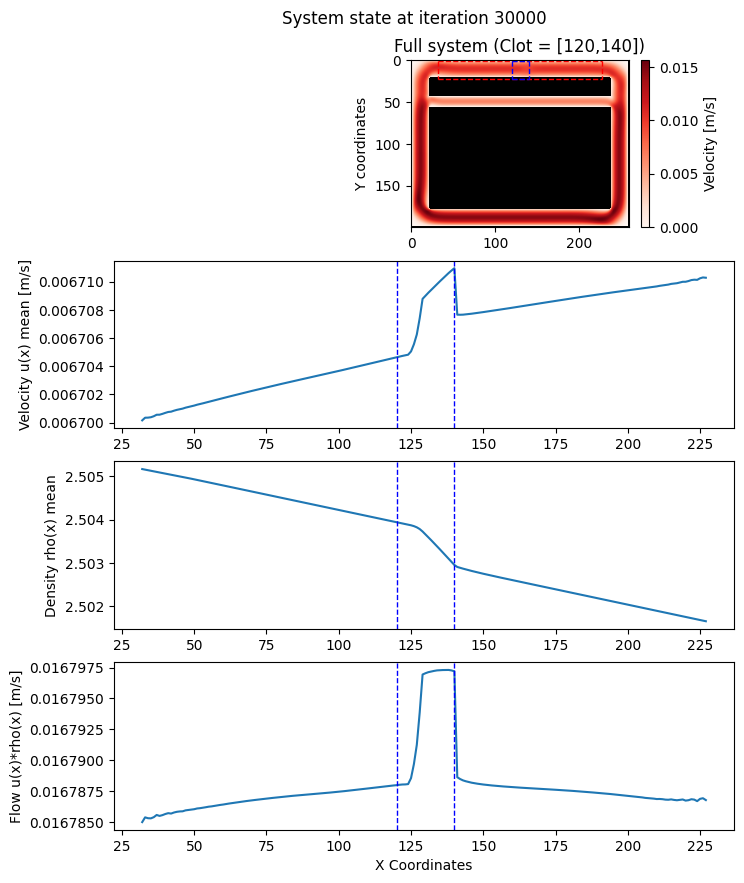 System state at iteration 30000
Full system (Clot = [120,140])
Y coordinates
0
50
100
150
0
100
200
0.015
0.010
0.005
0.000
Velocity [m/s]
Velocity u(x) mean [m/s]
0.006710
0.006708
0.006706
0.006704
0.006702
0.006700
25 50 75 100 125 150 175 200 225
Density rho(x) mean
2.505
2.504
2.503
2.502
25 50 75 100 125 150 175 200 225
Flow u(x)*rho(x) [m/s]
0.0167975
0.0167950
0.0167925
0.0167900
0.0167875
0.0167850
25 50 75 100 125 150 175 200 225
X Coordinates